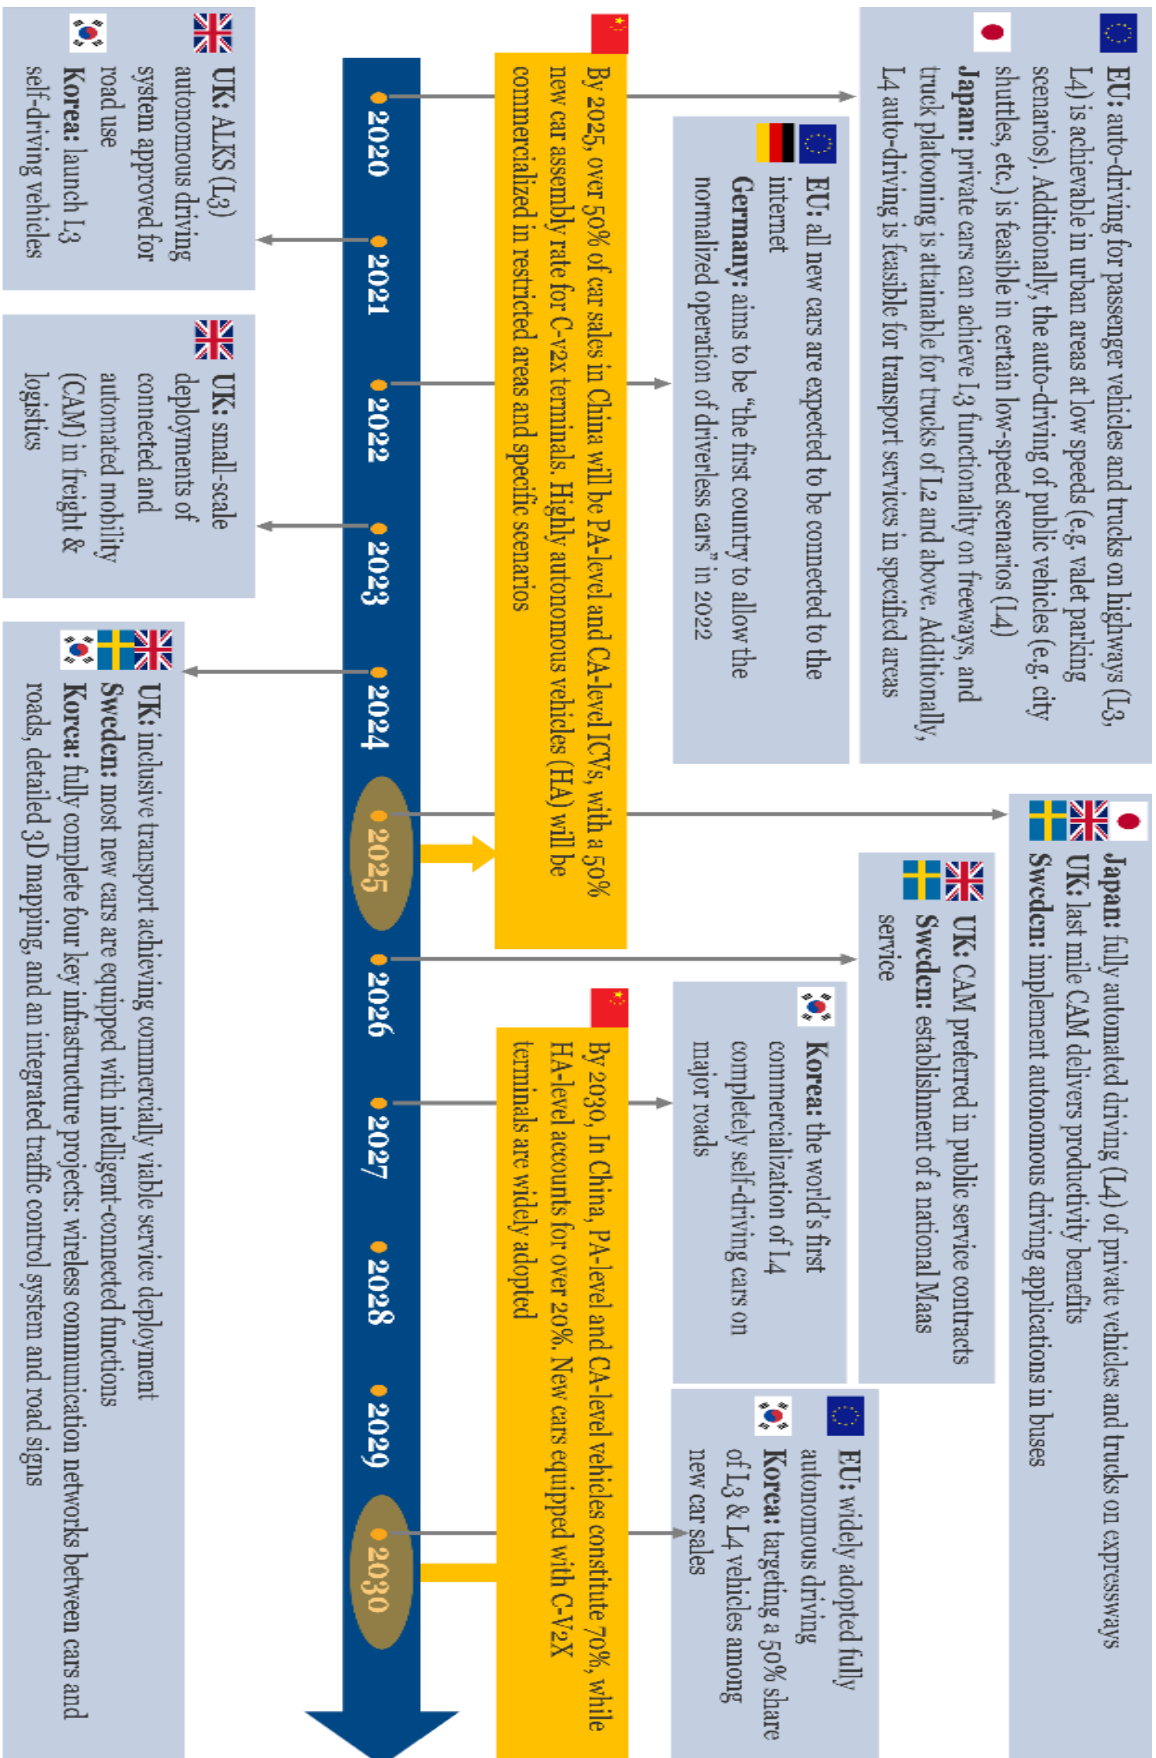 EU: auto-driving for passenger vehicles and trucks on highways (L3,
L4) is achievable in urban areas at low speeds (e.g. valet parking
scenarios). Additionally, the auto-driving of public vehicles (e.g. city
shuttles, etc.) is feasible in certain low-speed scenarios (L4)
Japan: private cars can achieve L3 functionality on freeways, and
truck platooning is attainable for trucks of L2 and above. Additionally,
L4 auto-driving is feasible for transport services in specified areas
Japan: fully automated driving (L4) of private vehicles and trucks on expressways
UK: last mile CAM delivers productivity benefits
Sweden: implement autonomous driving applications in buses
EU: all new cars are expected to be connected to the
internet
Germany: aims to be “the first country to allow the
normalized operation of driverless cars” in 2022
UK: CAM preferred in public service contracts
Sweden: establishment of a national Maas
service
Korea: the world's first
commercialization of L4
completely self-driving cars on
major roads
EU: widely adopted fully
autonomous driving
Korea: targeting a 50% share
of L3 & L4 vehicles among
new car sales
By 2025, over 50% of car sales in China will be PA-level and CA-level ICVs, with a 50%
new car assembly rate for C-v2x terminals. Highly autonomous vehicles (HA) will be
commercialized in restricted areas and specific scenarios
By 2030, In China, PA-level and CA-level vehicles constitute 70%, while
HA-level accounts for over 20%. New cars equipped with C-V2X
terminals are widely adopted
2020
2021
2022
2023
2024
2025
2026
2027
2028
2029
2030
UK: ALKS (L3)
autonomous driving
system approved for
road use
Korea: launch L3
self-driving vehicles
UK: small-scale
deployments of
connected and
automated mobility
(CAM) in freight &
logistics
UK: inclusive transport achieving commercially viable service deployment
Sweden: most new cars are equipped with intelligent-connected functions
Korea: fully complete four key infrastructure projects: wireless communication networks between cars and
roads, detailed 3D mapping, and an integrated traffic control system and road signs